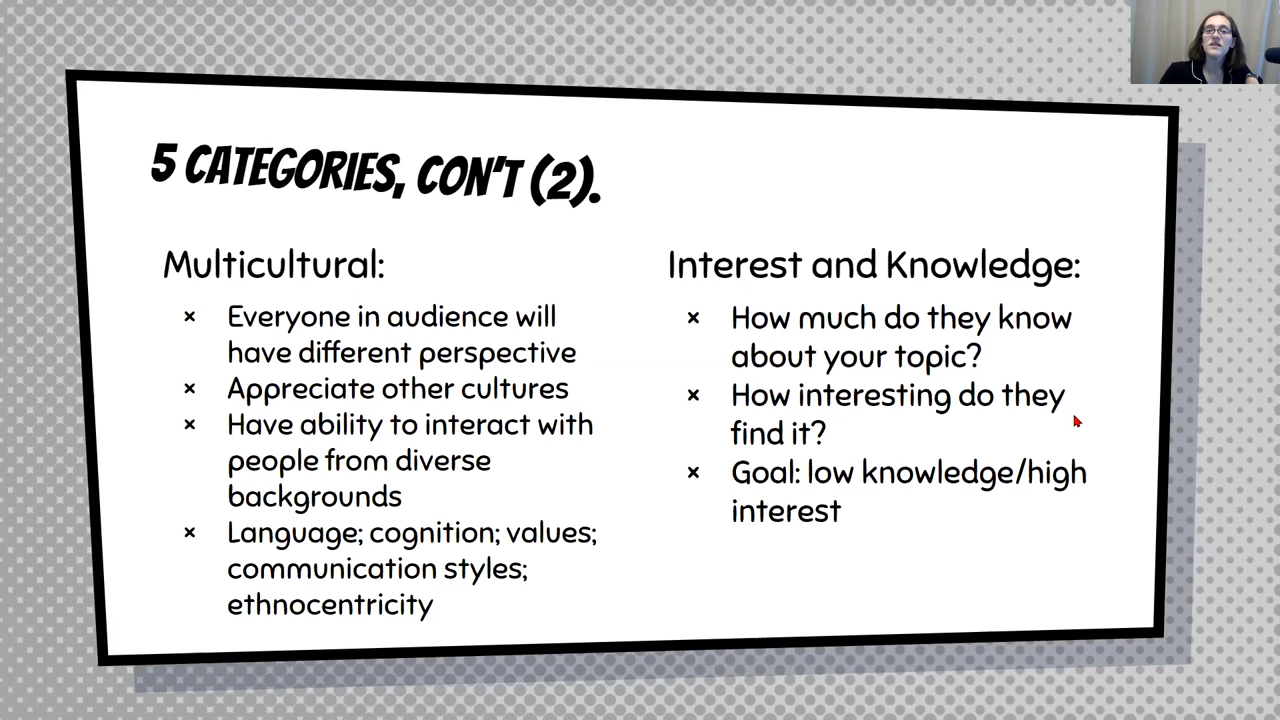 5 CATEGORIES, CON'T (2).
Multicultural:
× Everyone in audience will
have different perspective
× Appreciate other cultures
× Have ability to interact with
people from diverse
backgrounds
× Language; cognition; values;
communication styles;
ethnocentricity
Interest and Knowledge:
× How much do they know
about your topic?
× How interesting do they
find it?
× Goal: low knowledge/high
interest